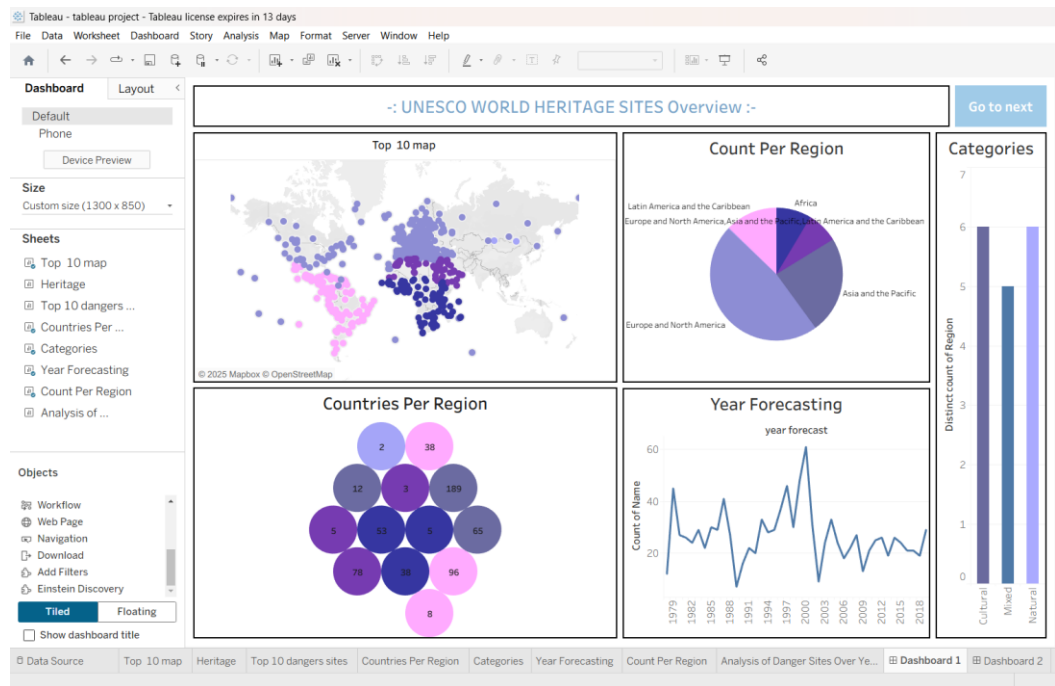 Tableau - tableau project - Tableau license expires in 13 days
File Data Worksheet Dashboard Story Analysis Map Format Server Window Help
Dashboard Layout
Default
Phone
Device Preview
Size
Custom size (1300 x 850)
Sheets
Top 10 map
Heritage
Top 10 dangers ...
Countries Per ...
Categories
Year Forecasting
Count Per Region
Analysis of ...
Objects
Workflow
Web Page
Navigation
Download
Add Filters
Einstein Discovery
Tiled Floating
Show dashboard title
-: UNESCO WORLD HERITAGE SITES Overview :-
Go to next
Top 10 map
© 2025 Mapbox © OpenStreetMap
Count Per Region
Latin America and the Caribbean
Africa
Europe and North America,Asia and the Pacific,Latin America and the Caribbean
Asia and the Pacific
Europe and North America
Categories
7
6
5
4
3
2
1
0
Distinct count of Region
Cultural
Mixed
Natural
Countries Per Region
2 38
12 3 189
5 53 5 65
78 38 96
8
Year Forecasting
year forecast
60
40
20
Count of Name
1979 1982 1985 1988 1991 1994 1997 2000 2003 2006 2009 2012 2015 2018
Data Source Top 10 map Heritage Top 10 dangers sites Countries Per Region Categories Year Forecasting Count Per Region Analysis of Danger Sites Over Ye... Dashboard 1 Dashboard 2